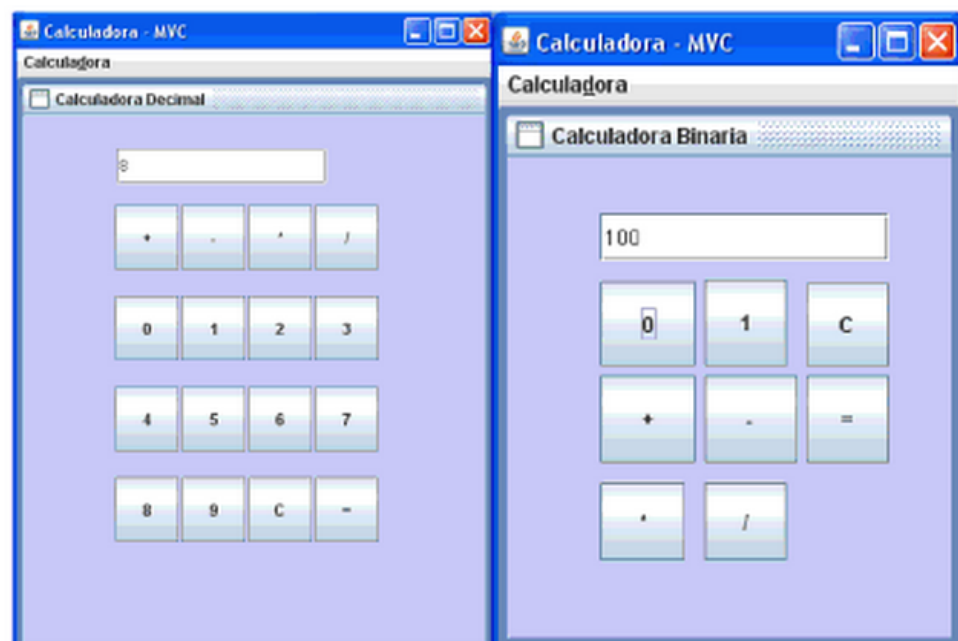 Calculadora - MVC
Calculadora
Calculadora Decimal
8
+ - * /
0 1 2 3
4 5 6 7
8 9 C =
Calculadora - MVC
Calculadora
Calculadora Binaria
100
0 1 C
+ - =
* /